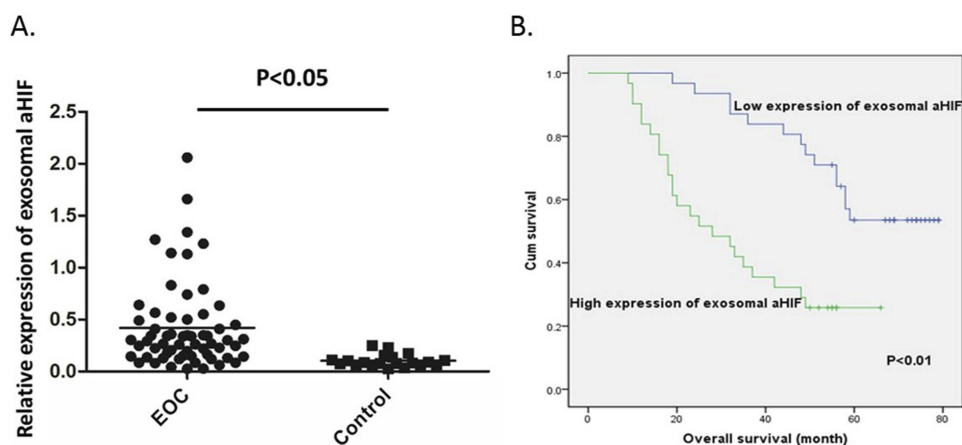 A.
P<0.05
Relative expression of exosomal aHIF
2.5
2.0
1.5
1.0
0.5
0.0
EOC
Control
B.
Cum survival
1.0
0.8
0.6
0.4
0.2
0.0
Low expression of exosomal aHIF
High expression of exosomal aHIF
P<0.01
0
20
40
60
80
Overall survival (month)